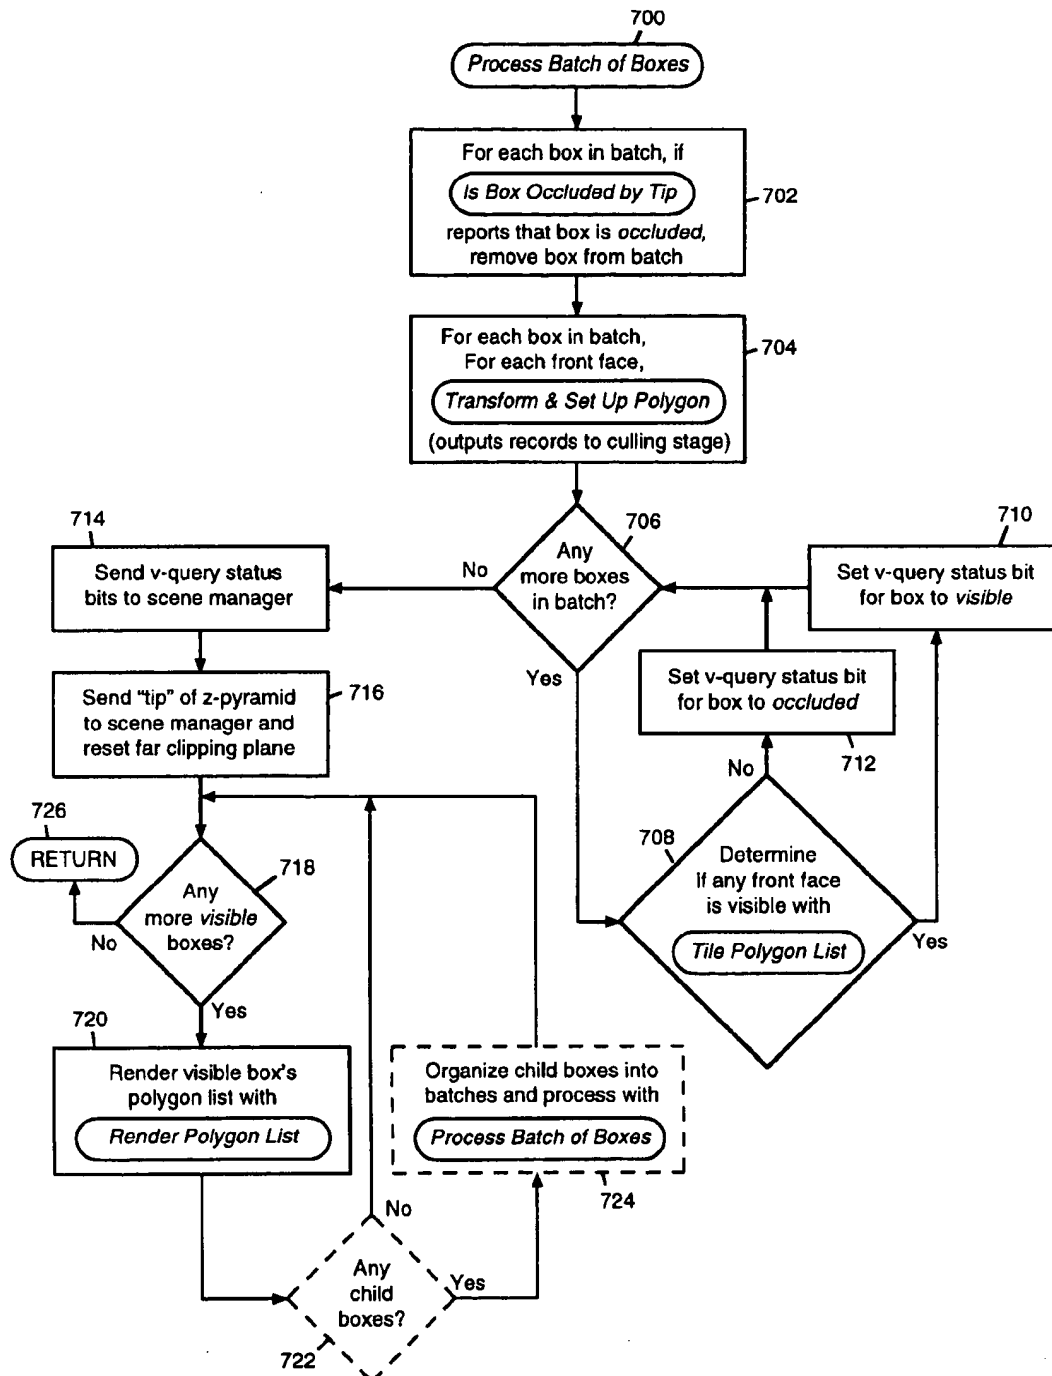 700
Process Batch of Boxes
For each box in batch, if
Is Box Occluded by Tip
reports that box is occluded,
remove box from batch
702
For each box in batch,
For each front face,
Transform & Set Up Polygon
(outputs records to culling stage)
704
706
Any
more boxes
in batch?
No
Yes
714
Send v-query status
bits to scene manager
710
Set v-query status bit
for box to visible
Set v-query status bit
for box to occluded
712
No
716
Send "tip" of z-pyramid
to scene manager and
reset far clipping plane
708
Determine
if any front face
is visible with
Tile Polygon List
Yes
726
RETURN
718
Any
more visible
boxes?
No
Yes
720
Render visible box's
polygon list with
Render Polygon List
Organize child boxes into
batches and process with
Process Batch of Boxes
724
No
Any
child
boxes?
Yes
722